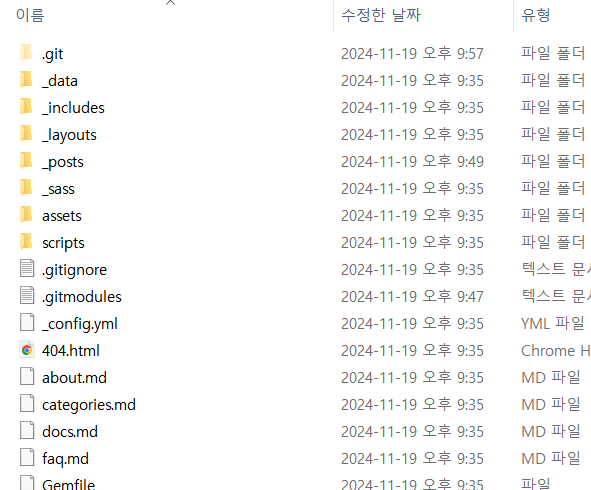 이름 수정한 날짜 유형
.git 2024-11-19 오후 9:57 파일 폴더
_data 2024-11-19 오후 9:35 파일 폴더
_includes 2024-11-19 오후 9:35 파일 폴더
_layouts 2024-11-19 오후 9:35 파일 폴더
_posts 2024-11-19 오후 9:49 파일 폴더
_sass 2024-11-19 오후 9:35 파일 폴더
assets 2024-11-19 오후 9:35 파일 폴더
scripts 2024-11-19 오후 9:35 파일 폴더
.gitignore 2024-11-19 오후 9:35 텍스트 문서
.gitmodules 2024-11-19 오후 9:47 텍스트 문서
_config.yml 2024-11-19 오후 9:35 YML 파일
404.html 2024-11-19 오후 9:35 Chrome H
about.md 2024-11-19 오후 9:35 MD 파일
categories.md 2024-11-19 오후 9:35 MD 파일
docs.md 2024-11-19 오후 9:35 MD 파일
faq.md 2024-11-19 오후 9:35 MD 파일
Gemfile 2024-11-19 오후 9:35 파일